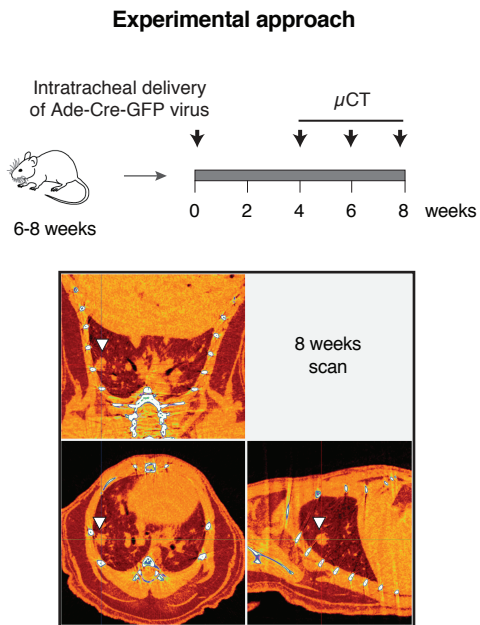 Experimental approach
Intratracheal delivery
of Ade-Cre-GFP virus
µCT
6-8 weeks
0 2 4 6 8 weeks
8 weeks
scan